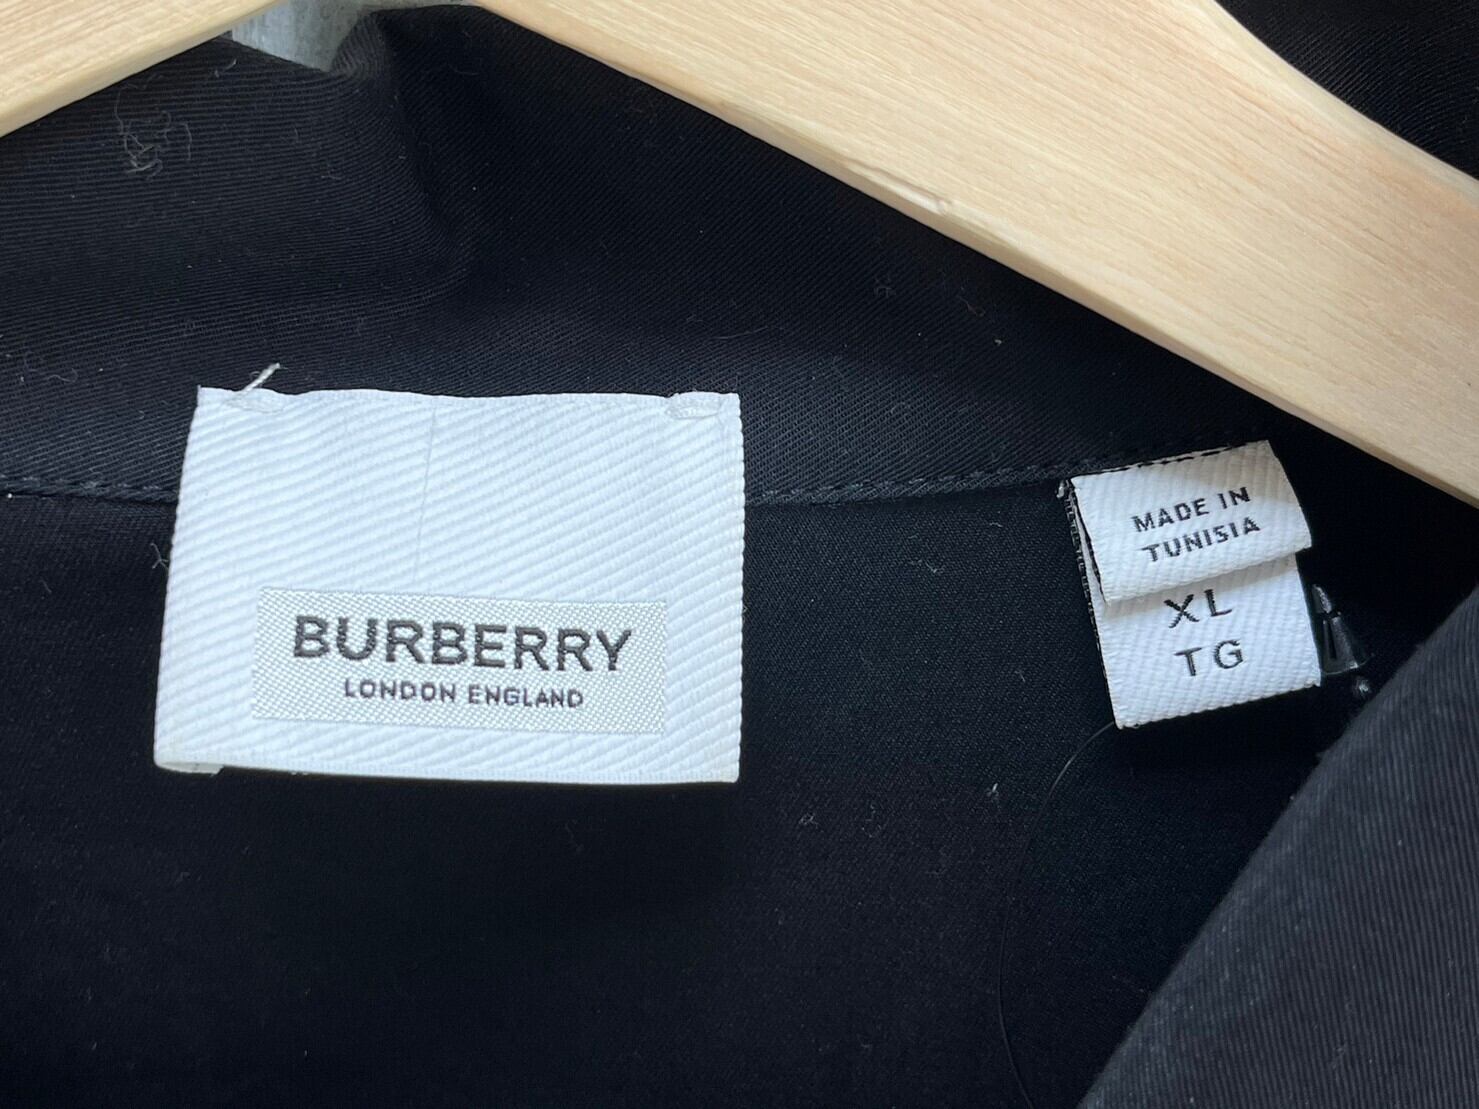 BURBERRY
LONDON ENGLAND
MADE IN
TUNISIA
XL
TG